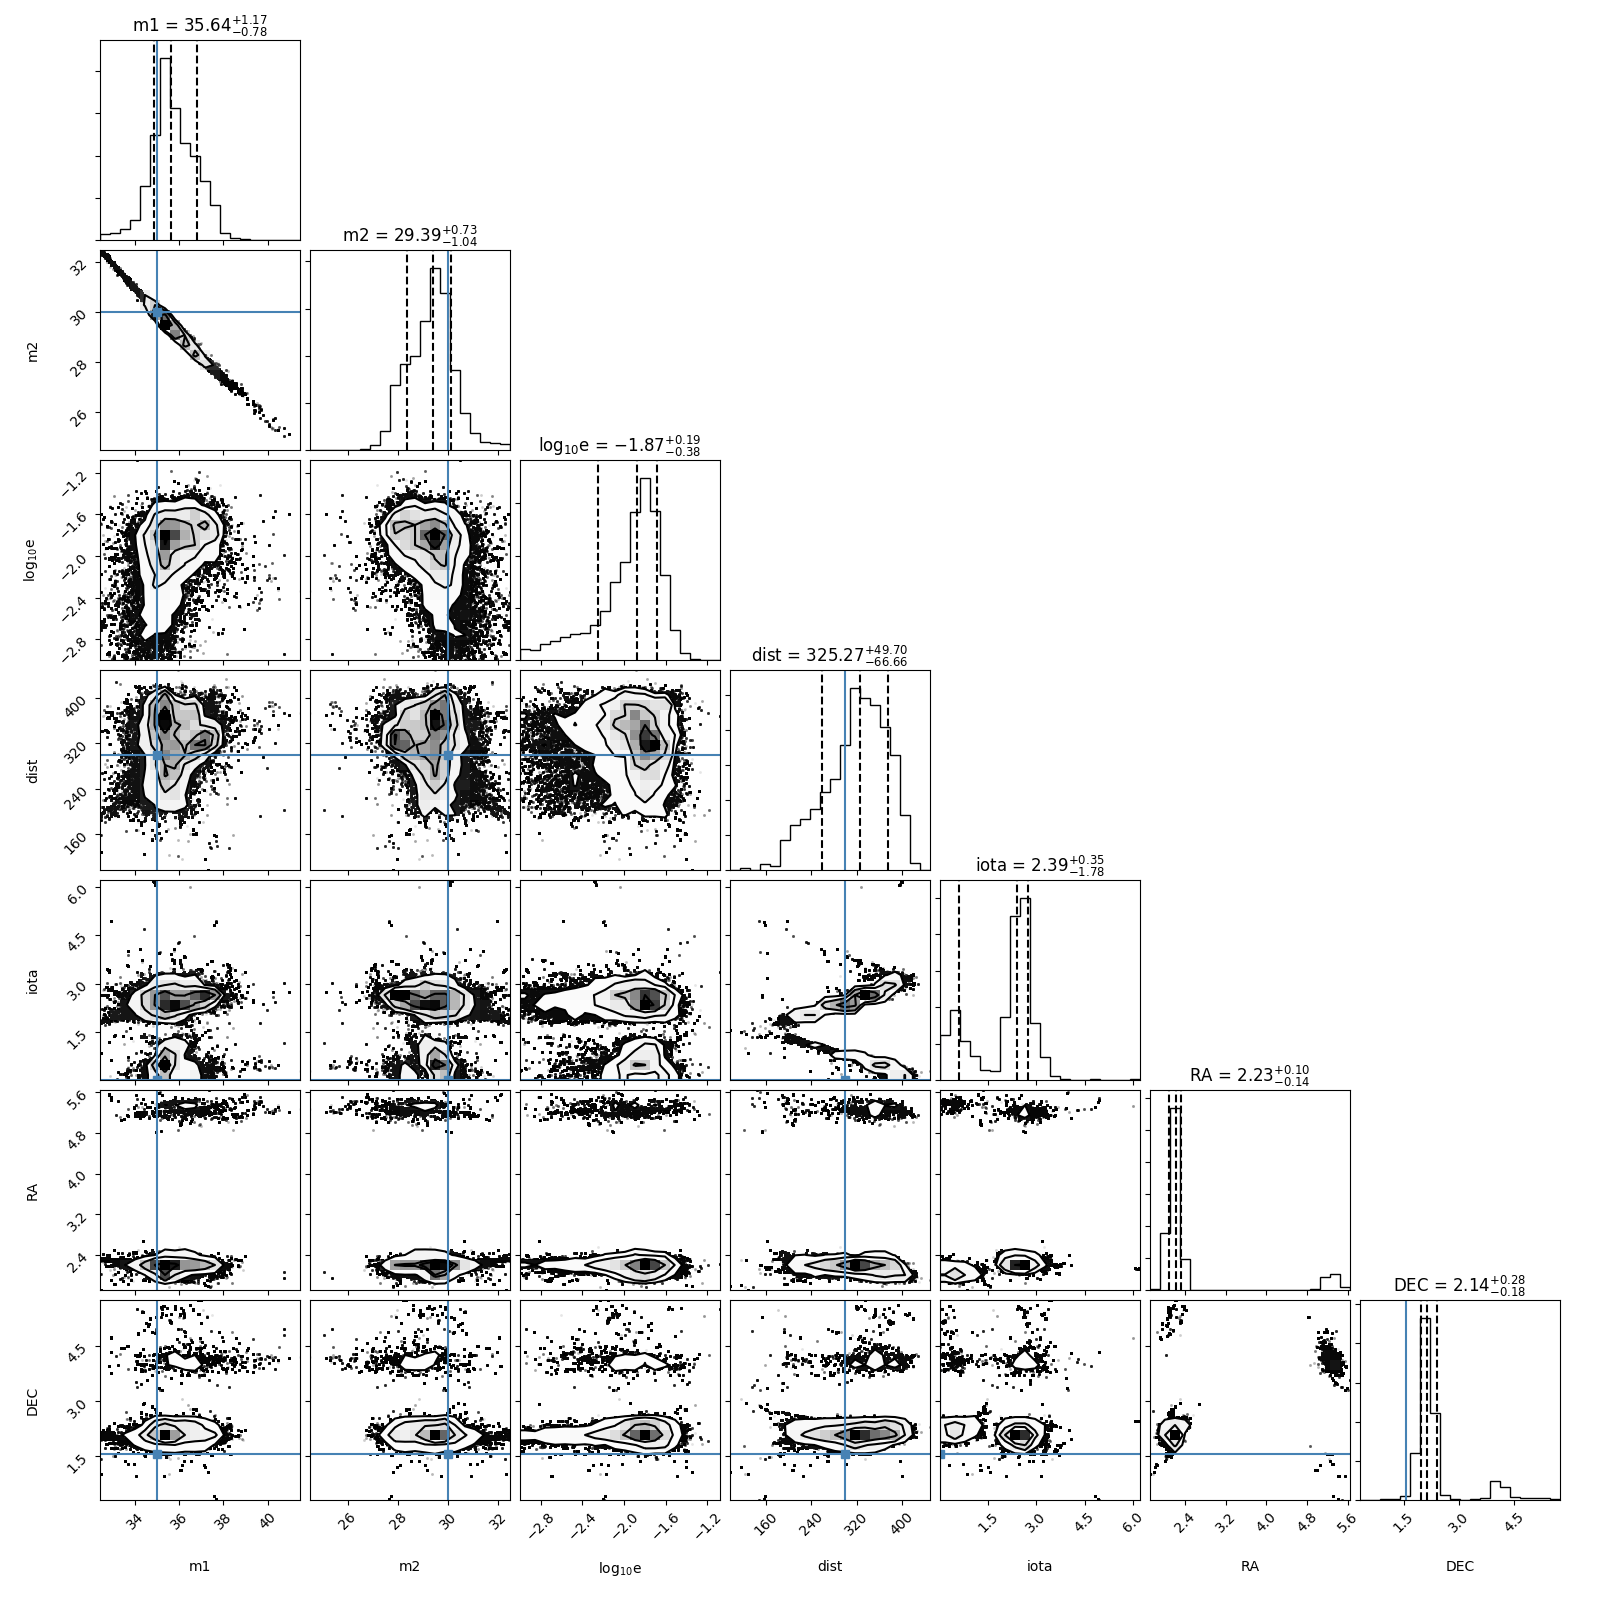 m1 = 35.64 +1.17 −0.78
m2 = 29.39 +0.73 −1.04
32
30
28
26
m2
log10e = −1.87 +0.19 −0.38
−1.2
−1.6
−2.0
−2.4
−2.8
log10e
dist = 325.27 +49.70 −66.66
400
320
240
160
dist
iota = 2.39 +0.35 −1.78
6.0
4.5
3.0
1.5
iota
RA = 2.23 +0.10 −0.14
5.6
4.8
4.0
3.2
2.4
RA
DEC = 2.14 +0.28 −0.18
4.5
3.0
1.5
DEC
34 36 38 40 26 28 30 32 −2.8 −2.4 −2.0 −1.6 −1.2 160 240 320 400 1.5 3.0 4.5 6.0 2.4 3.2 4.0 4.8 5.6 1.5 3.0 4.5
m1 m2 log10e dist iota RA DEC